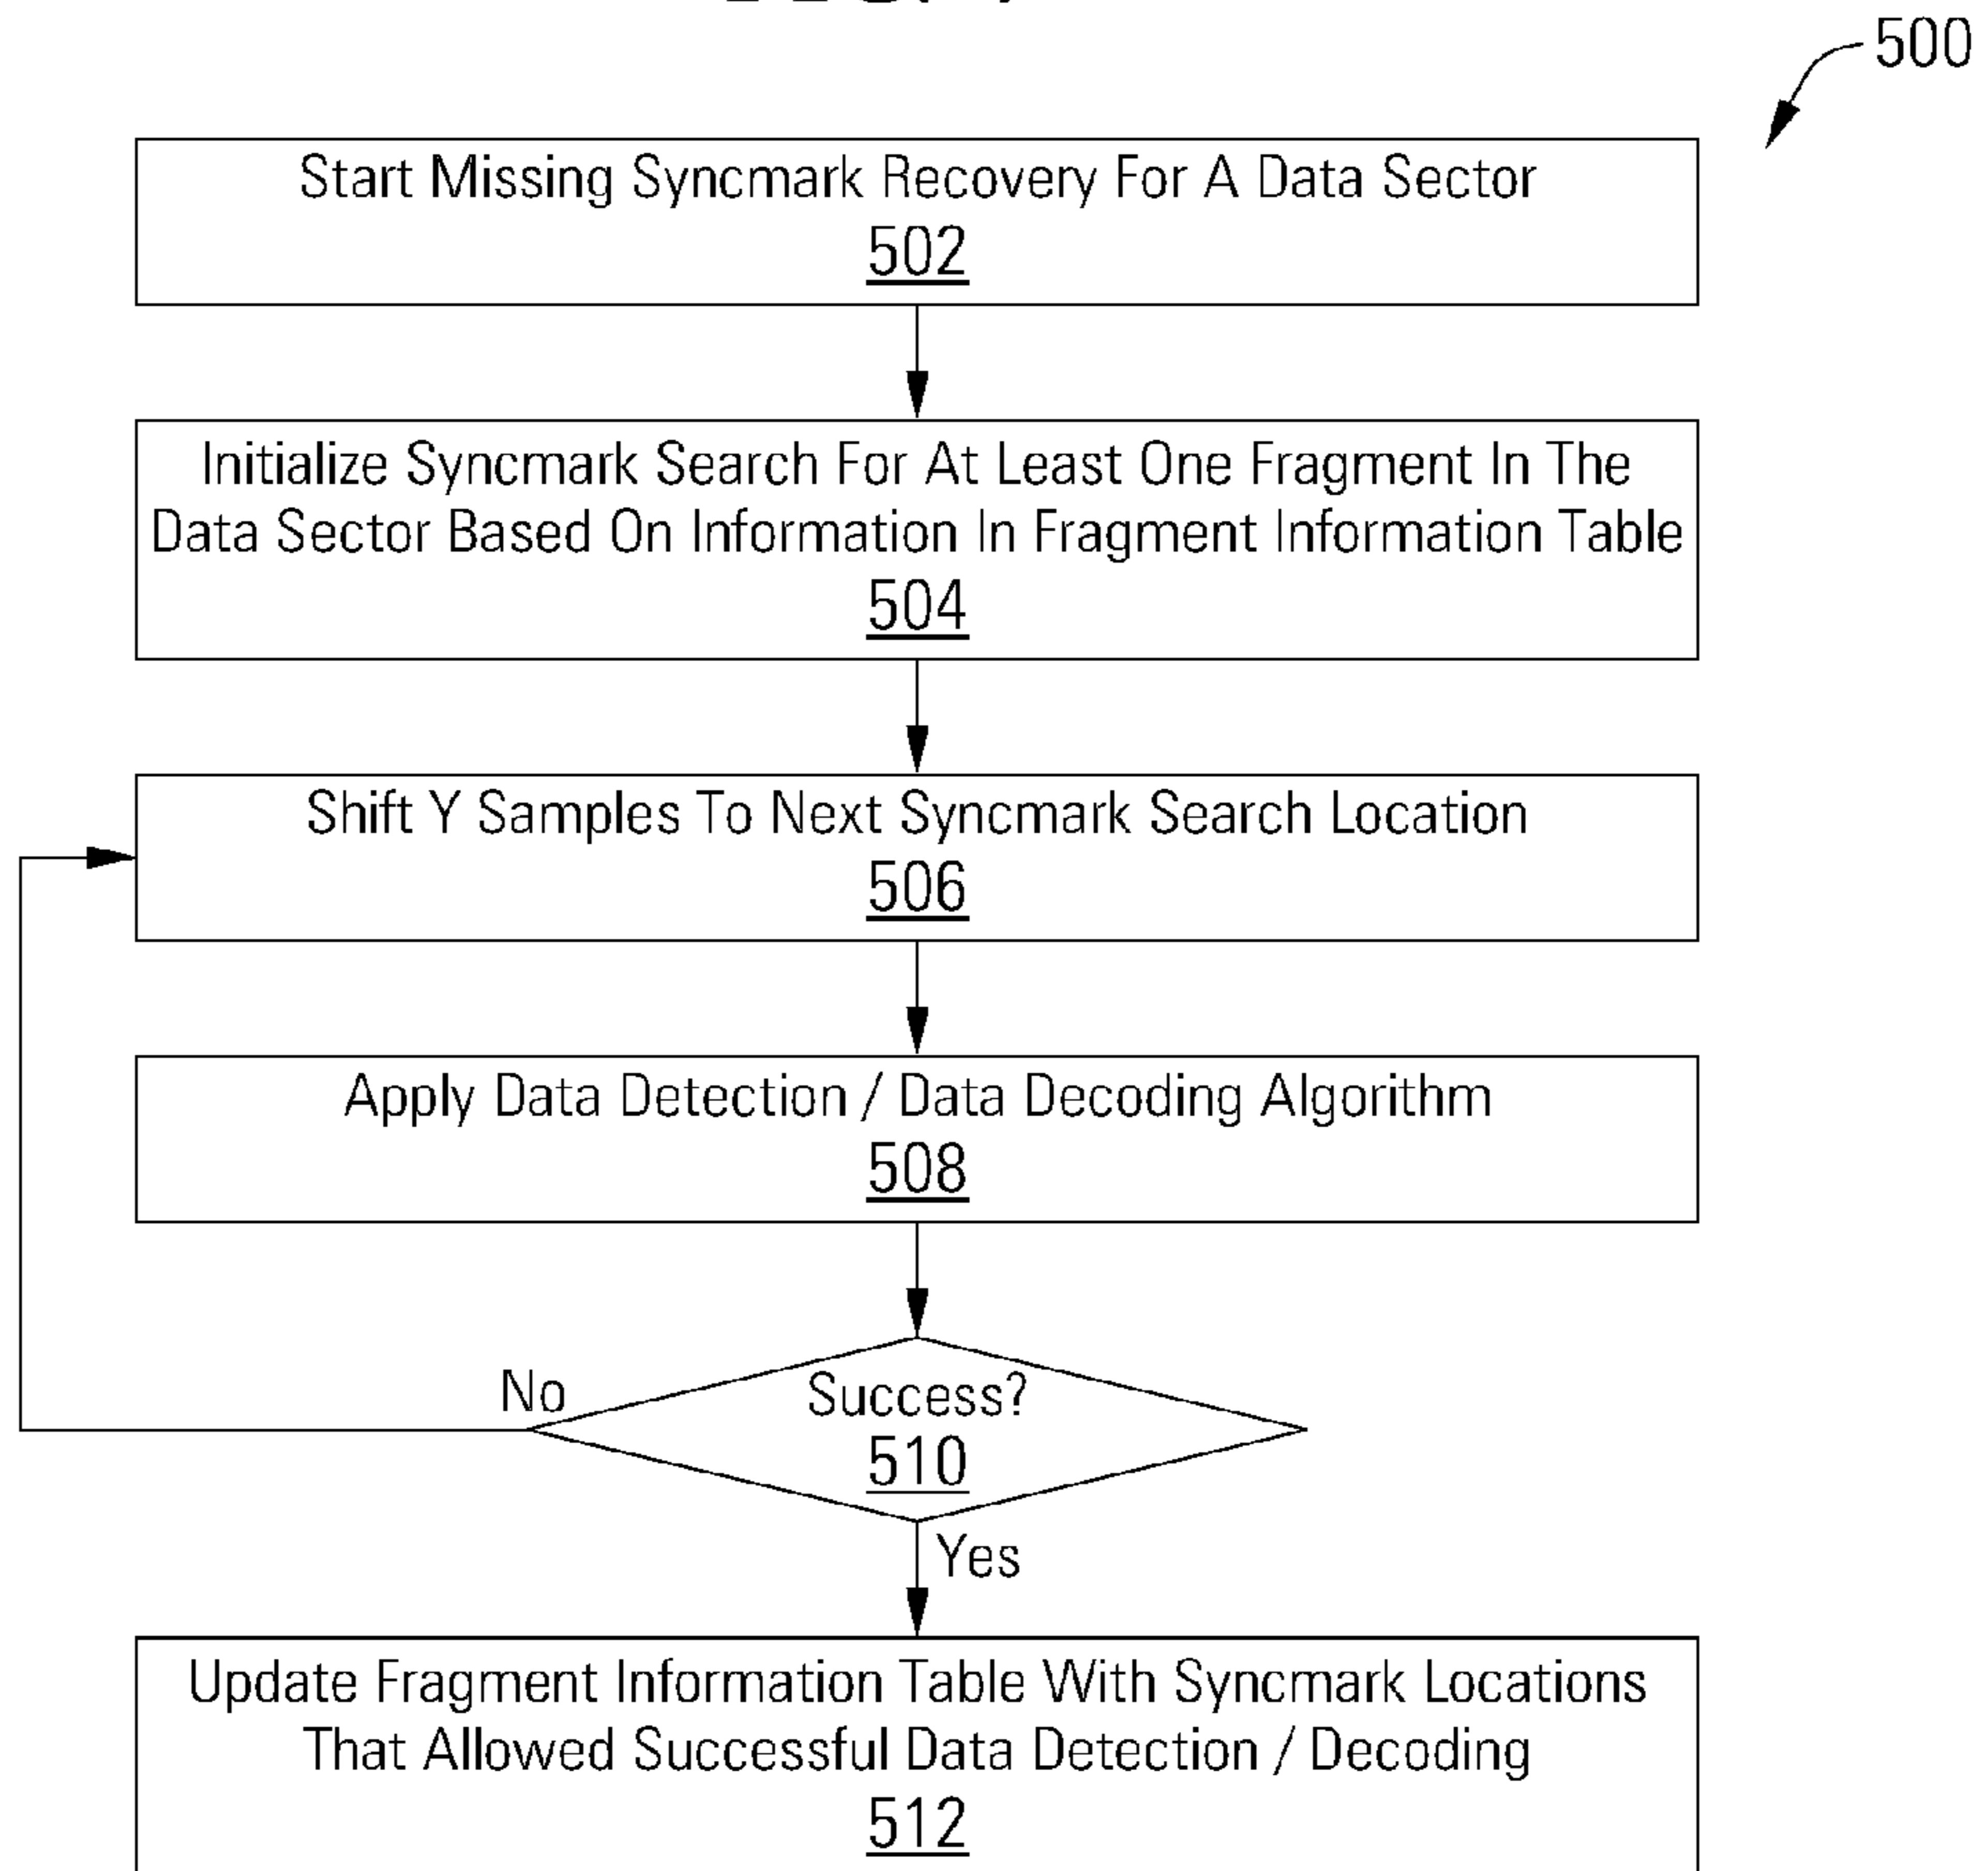 500
Start Missing Syncmark Recovery For A Data Sector
502
Initialize Syncmark Search For At Least One Fragment In The
Data Sector Based On Information In Fragment Information Table
504
Shift Y Samples To Next Syncmark Search Location
506
Apply Data Detection / Data Decoding Algorithm
508
No
Success?
510
Yes
Update Fragment Information Table With Syncmark Locations
That Allowed Successful Data Detection / Decoding
512